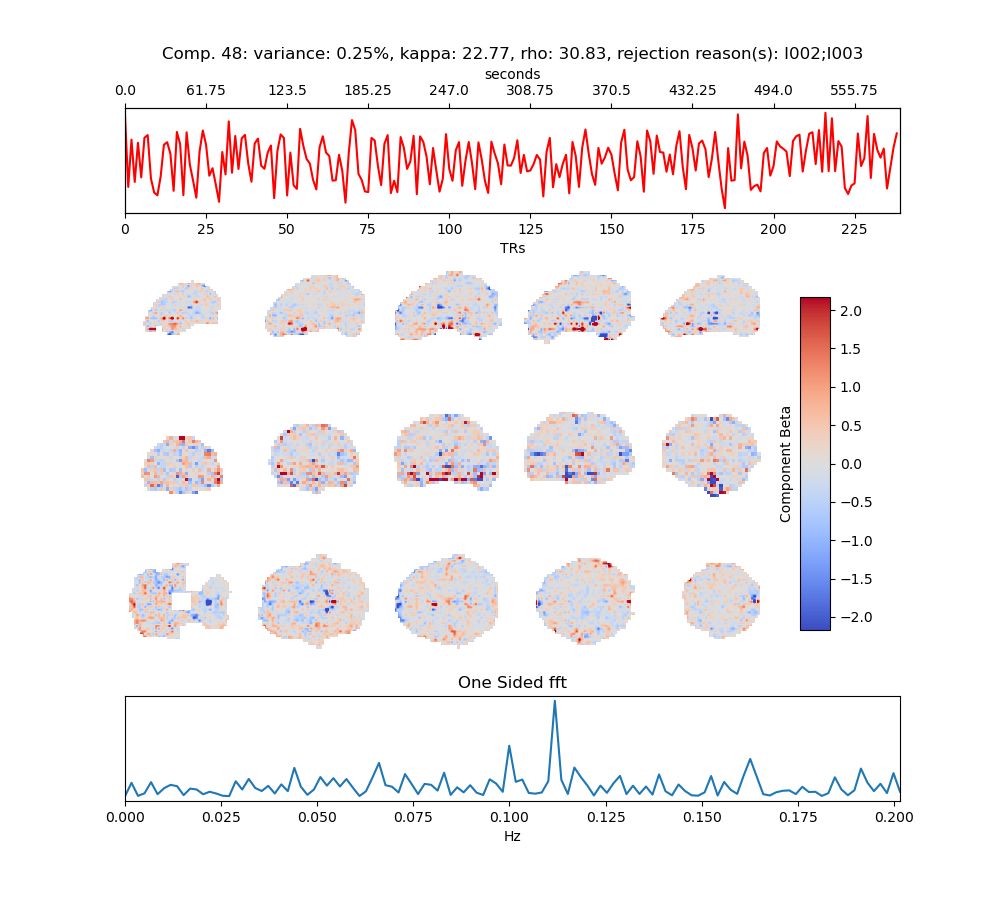 Comp. 48: variance: 0.25%, kappa: 22.77, rho: 30.83, rejection reason(s): I002;I003
seconds
0.0 61.75 123.5 185.25 247.0 308.75 370.5 432.25 494.0 555.75
0 25 50 75 100 125 150 175 200 225
TRs
2.0
1.5
1.0
0.5
0.0
−0.5
−1.0
−1.5
−2.0
Component Beta
One Sided fft
0.000 0.025 0.050 0.075 0.100 0.125 0.150 0.175 0.200
Hz